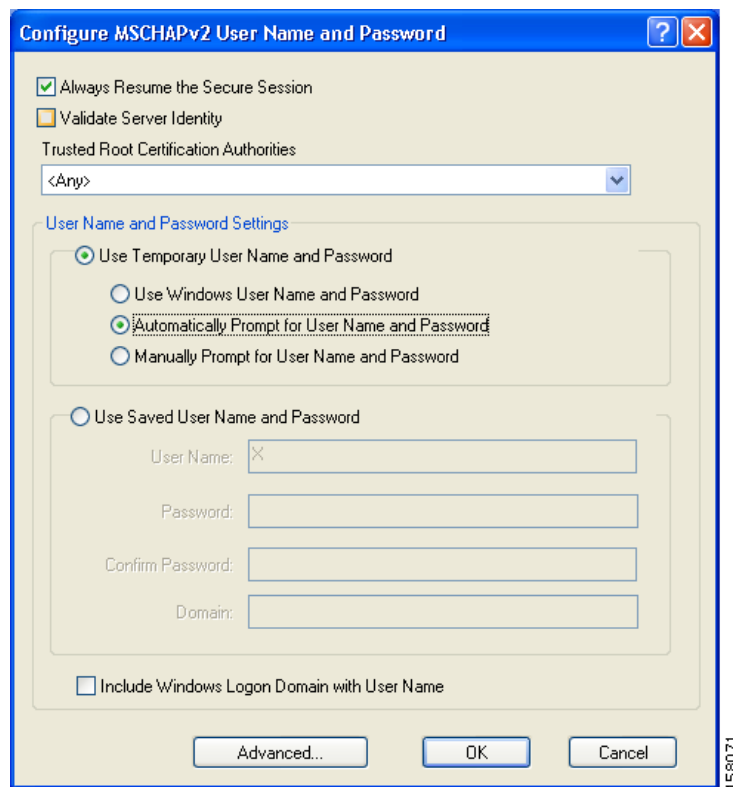 Configure MSCHAPv2 User Name and Password
Always Resume the Secure Session
Validate Server Identity
Trusted Root Certification Authorities
<Any>
User Name and Password Settings
Use Temporary User Name and Password
Use Windows User Name and Password
Automatically Prompt for User Name and Password
Manually Prompt for User Name and Password
Use Saved User Name and Password
User Name: X
Password:
Confirm Password:
Domain:
Include Windows Logon Domain with User Name
Advanced... OK Cancel
158071